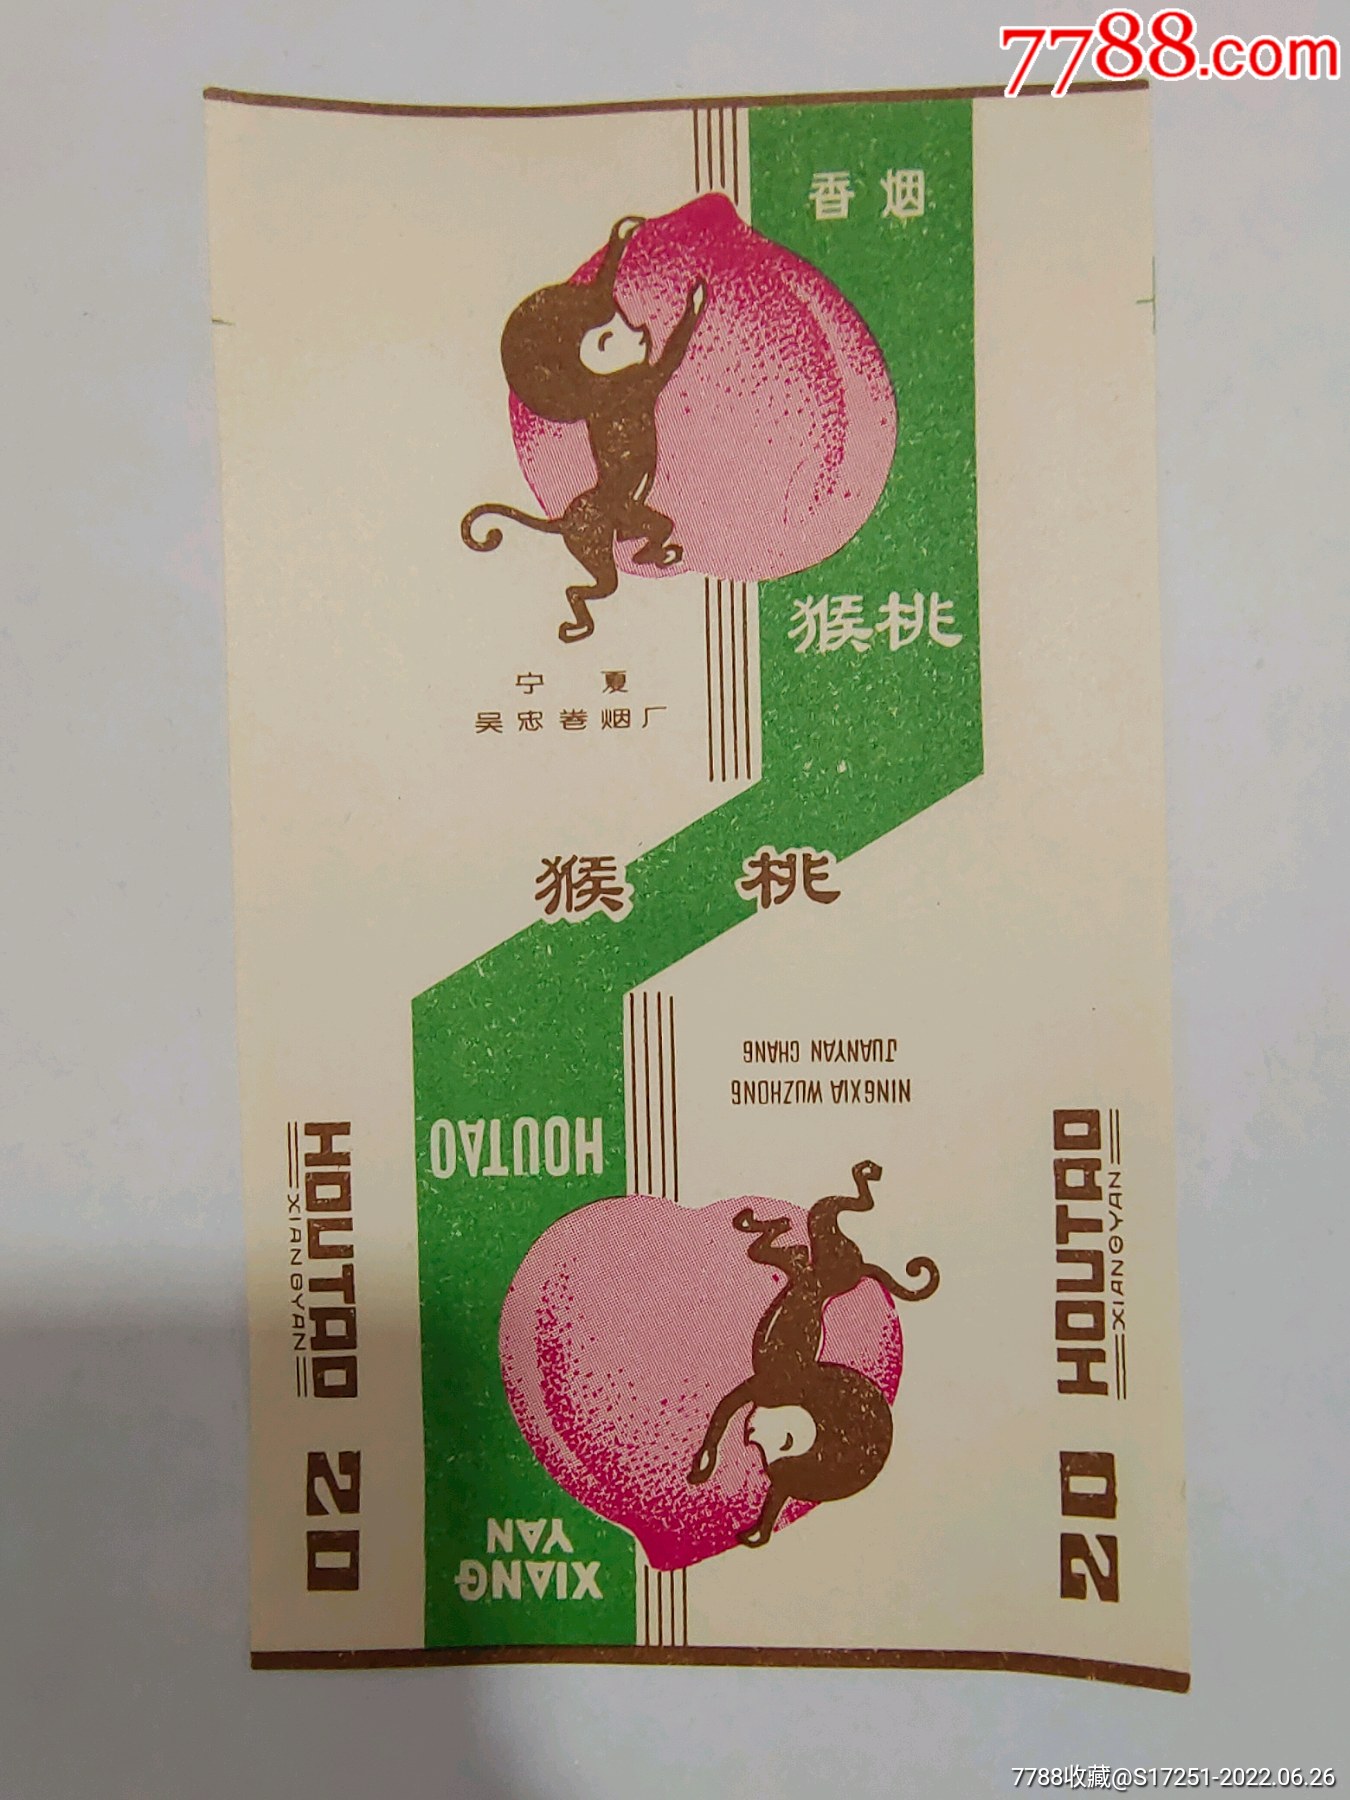 7788.com
香烟
猴桃
宁夏
吴忠卷烟厂
猴桃
NINGXIA WUZHONG
JUANYAN CHANG
HOUTAO
XIANG
YAN
HOUTAO 20
XIANGYAN
20 HOUTAO
XIANGYAN
7788收藏@S17251-2022.06.26